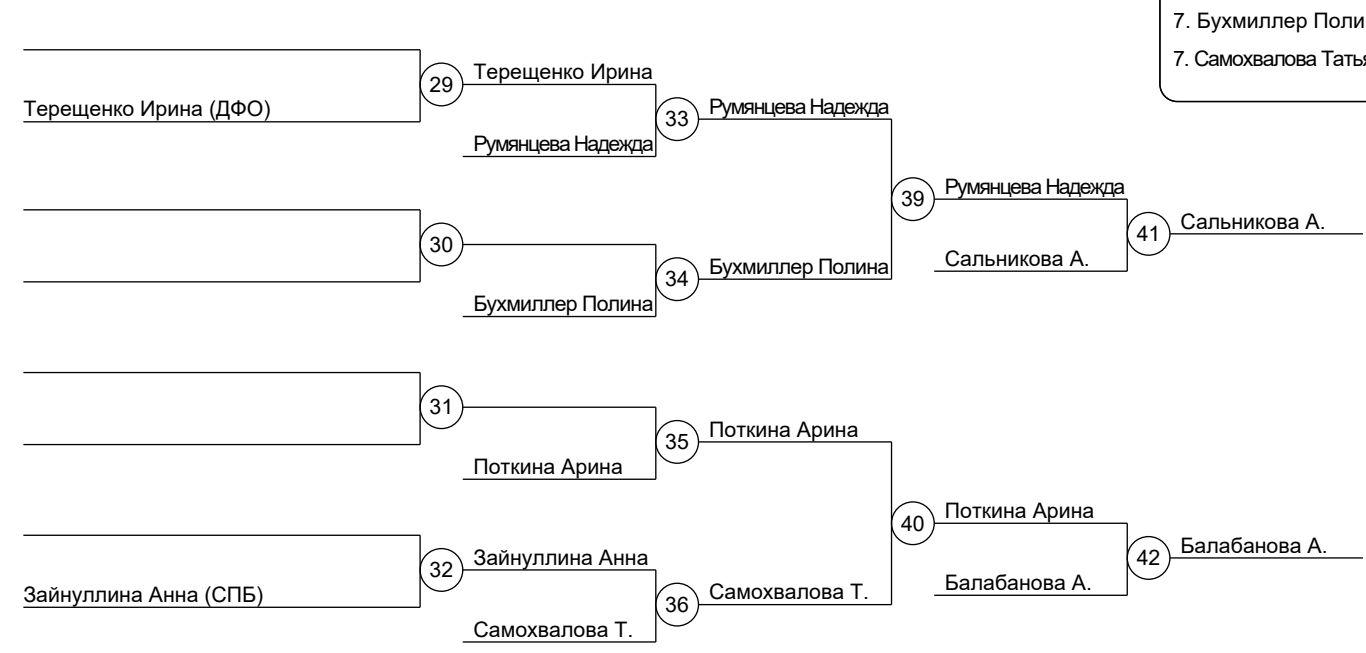 7. Бухмиллер
7. Самохвалова
29 Терещенко Ирина
Терещенко Ирина (ДФО)
33 Румянцева Надежда
Румянцева Надежда
39 Румянцева Надежда
41 Сальникова А.
30
Сальникова А.
34 Бухмиллер Полина
Бухмиллер Полина
31
35 Поткина Арина
Поткина Арина
40 Поткина Арина
42 Балабанова А.
32 Зайнуллина Анна
Балабанова А.
Зайнуллина Анна (СПБ)
36 Самохвалова Т.
Самохвалова Т.